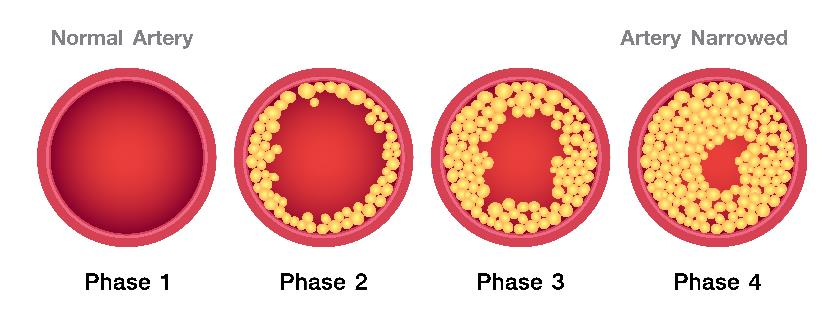 Normal Artery
Artery Narrowed
Phase 1
Phase 2
Phase 3
Phase 4